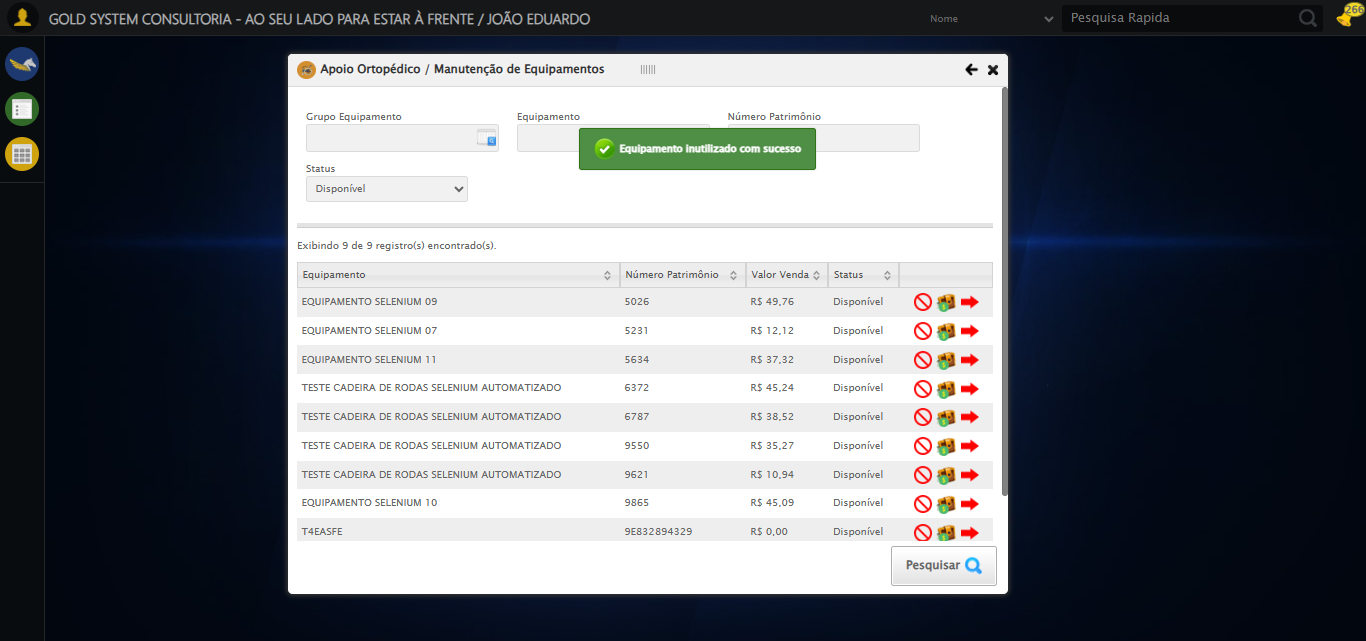 GOLD SYSTEM CONSULTORIA - AO SEU LADO PARA ESTAR À FRENTE / JOÃO EDUARDO
Nome
Pesquisa Rapida
266
Apoio Ortopédico / Manutenção de Equipamentos
Grupo Equipamento
Equipamento
Número Patrimônio
Equipamento inutilizado com sucesso
Status
Disponível
Exibindo 9 de 9 registro(s) encontrado(s).
Equipamento Número Patrimônio Valor Venda Status
EQUIPAMENTO SELENIUM 09 5026 R$ 49,76 Disponível
EQUIPAMENTO SELENIUM 07 5231 R$ 12,12 Disponível
EQUIPAMENTO SELENIUM 11 5634 R$ 37,32 Disponível
TESTE CADEIRA DE RODAS SELENIUM AUTOMATIZADO 6372 R$ 45,24 Disponível
TESTE CADEIRA DE RODAS SELENIUM AUTOMATIZADO 6787 R$ 38,52 Disponível
TESTE CADEIRA DE RODAS SELENIUM AUTOMATIZADO 9550 R$ 35,27 Disponível
TESTE CADEIRA DE RODAS SELENIUM AUTOMATIZADO 9621 R$ 10,94 Disponível
EQUIPAMENTO SELENIUM 10 9865 R$ 45,09 Disponível
T4EASFE 9E832894329 R$ 0,00 Disponível
Pesquisar